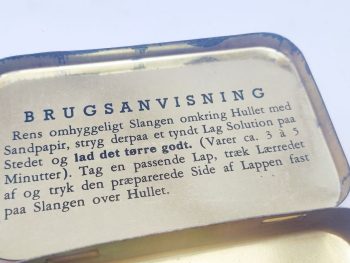 BRUGSANVISNING
Rens omhyggeligt Slangen omkring Hullet med
Sandpapir, stryg derpaa et tyndt Lag Solution paa
Stedet og lad det tørre godt. (Varer ca. 3 à 5
Minutter). Tag en passende Lap, træk Lærredet
af og tryk den præparerede Side af Lappen fast
paa Slangen over Hullet.